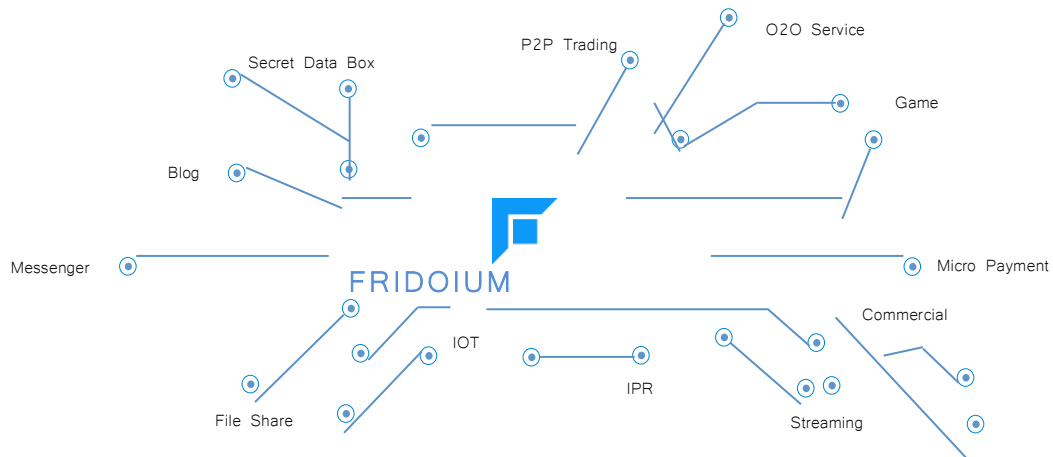 O2O Service
P2P Trading
Secret Data Box
Game
Blog
Messenger
Micro Payment
FRIDOIUM
Commercial
IOT
IPR
File Share
Streaming